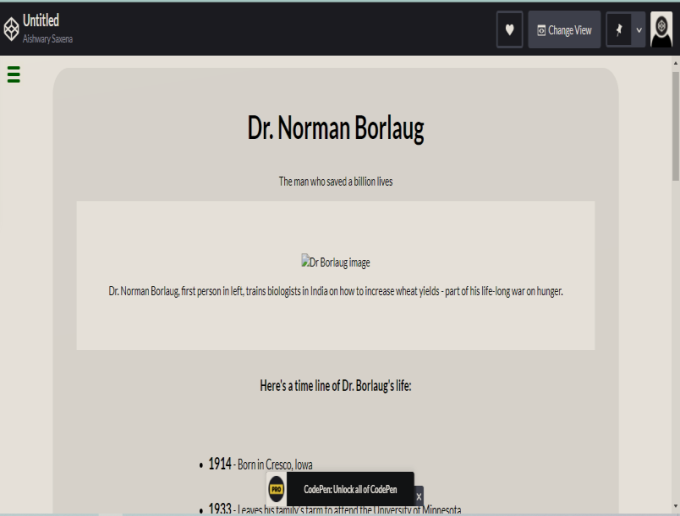 Untitled
Aishwary Saxena
Change View
Dr. Norman Borlaug
The man who saved a billion lives
Dr Borlaug image
Dr. Norman Borlaug, first person in left, trains biologists in India on how to increase wheat yields - part of his life-long war on hunger.
Here's a time line of Dr. Borlaug's life:
• 1914 - Born in Cresco, Iowa
PRO CodePen: Unlock all of CodePen x
• 1933 - Leaves his family's farm to attend the University of Minnesota